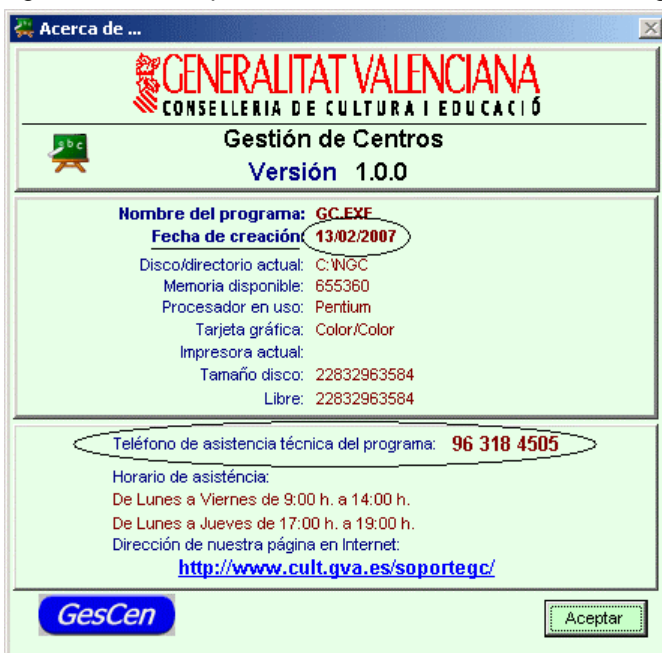 Acerca de ...
GENERALITAT VALENCIANA
CONSELLERIA DE CULTURA I EDUCACIÓ
abc
Gestión de Centros
Versión 1.0.0
Nombre del programa: GC.EXE
Fecha de creación: 13/02/2007
Disco/directorio actual: C:\NGC
Memoria disponible: 655360
Procesador en uso: Pentium
Tarjeta gráfica: Color/Color
Impresora actual:
Tamaño disco: 22832963584
Libre: 22832963584
Teléfono de asistencia técnica del programa: 96 318 4505
Horario de asisténcia:
De Lunes a Viernes de 9:00 h. a 14:00 h.
De Lunes a Jueves de 17:00 h. a 19:00 h.
Dirección de nuestra página en Internet:
http://www.cult.gva.es/soportegc/
GesCen
Aceptar